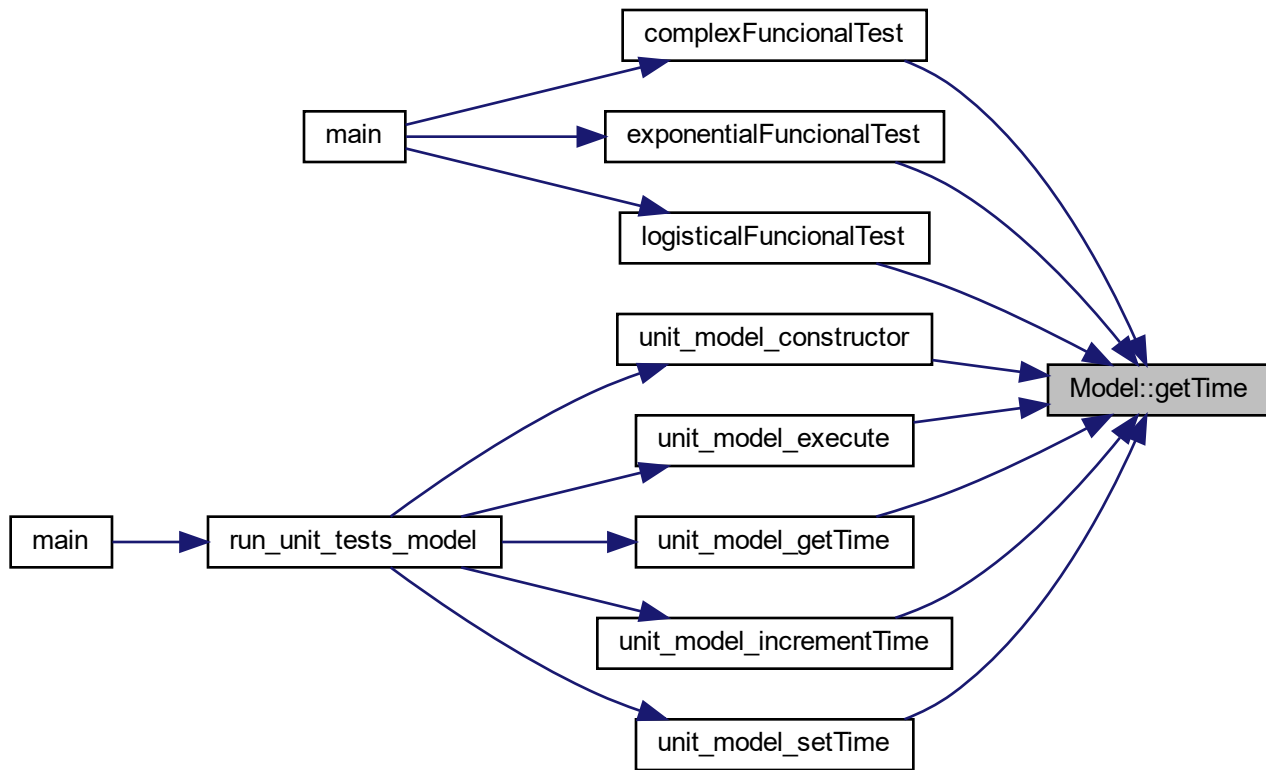 complexFuncionalTest
main
exponentialFuncionalTest
logisticalFuncionalTest
unit_model_constructor
Model::getTime
unit_model_execute
main
run_unit_tests_model
unit_model_getTime
unit_model_incrementTime
unit_model_setTime